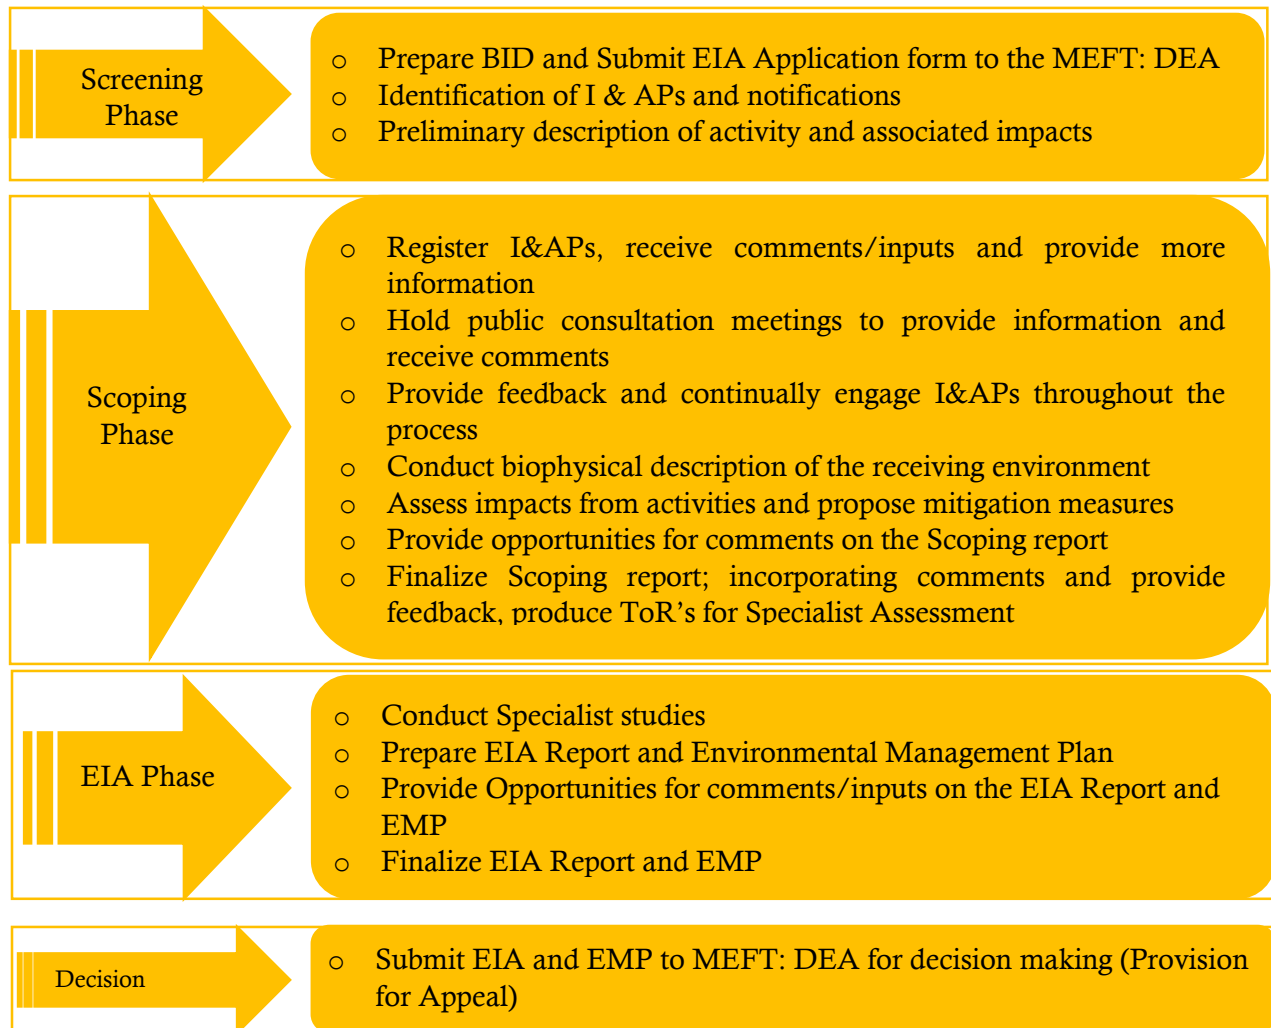 Screening
Phase
o Prepare BID and Submit EIA Application form to the MEFT: DEA
o Identification of I & APs and notifications
o Preliminary description of activity and associated impacts
Scoping
Phase
o Register I&APs, receive comments/inputs and provide more
information
o Hold public consultation meetings to provide information and
receive comments
o Provide feedback and continually engage I&APs throughout the
process
o Conduct biophysical description of the receiving environment
o Assess impacts from activities and propose mitigation measures
o Provide opportunities for comments on the Scoping report
o Finalize Scoping report; incorporating comments and provide
feedback, produce ToR's for Specialist Assessment
EIA Phase
o Conduct Specialist studies
o Prepare EIA Report and Environmental Management Plan
o Provide Opportunities for comments/inputs on the EIA Report and
EMP
o Finalize EIA Report and EMP
Decision
o Submit EIA and EMP to MEFT: DEA for decision making (Provision
for Appeal)